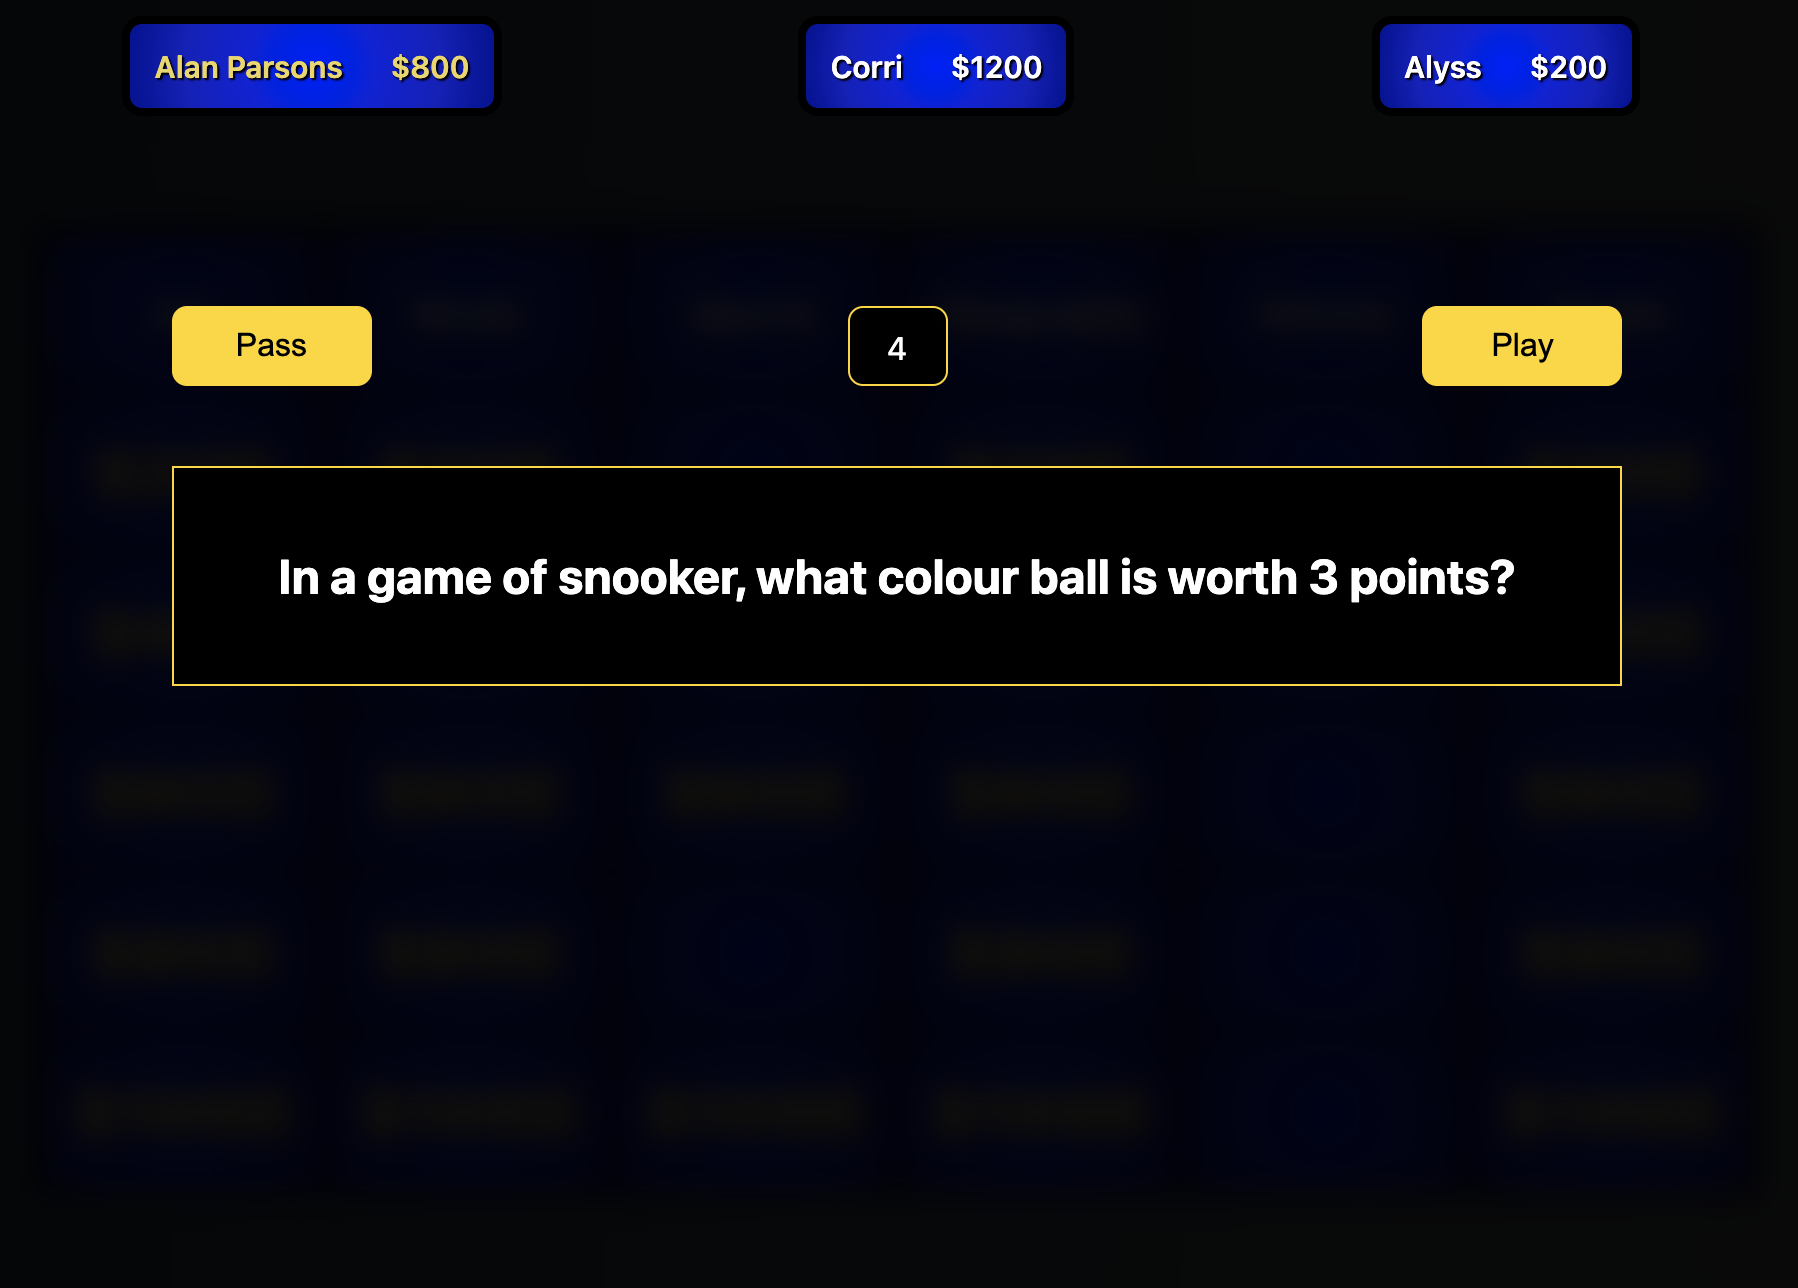 Alan Parsons $800
Corri $1200
Alyss $200
Pass
4
Play
In a game of snooker, what colour ball is worth 3 points?